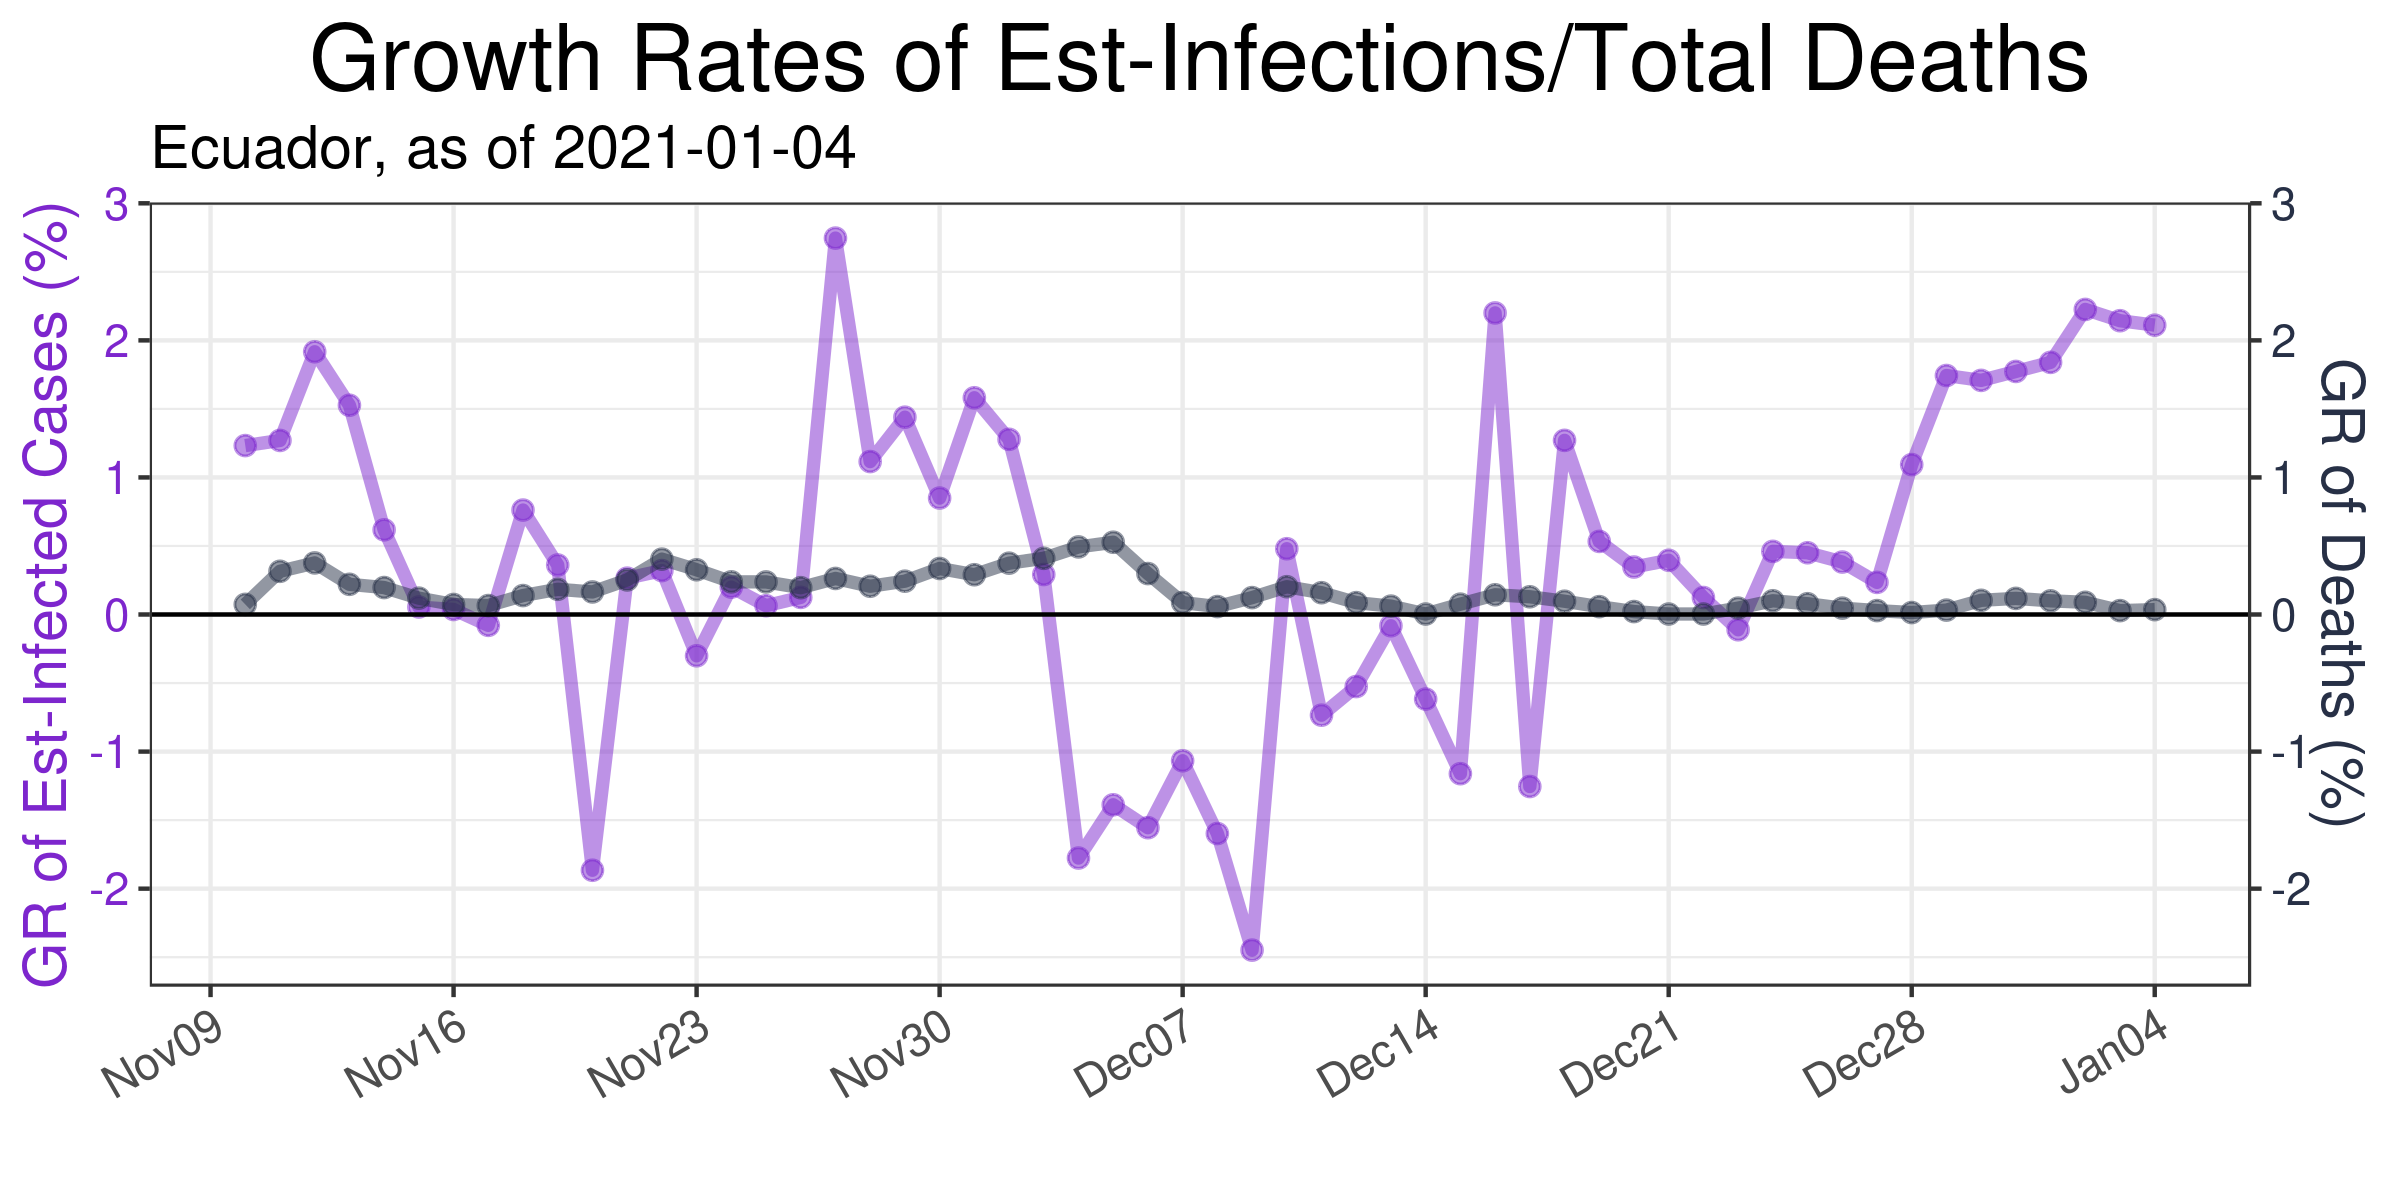 Growth Rates of Est-Infections/Total Deaths
Ecuador, as of 2021-01-04
GR of Est-Infected Cases (%)
3
2
1
0
-1
-2
3
2
1
0
-1
-2
GR of Deaths (%)
Nov09
Nov16
Nov23
Nov30
Dec07
Dec14
Dec21
Dec28
Jan04